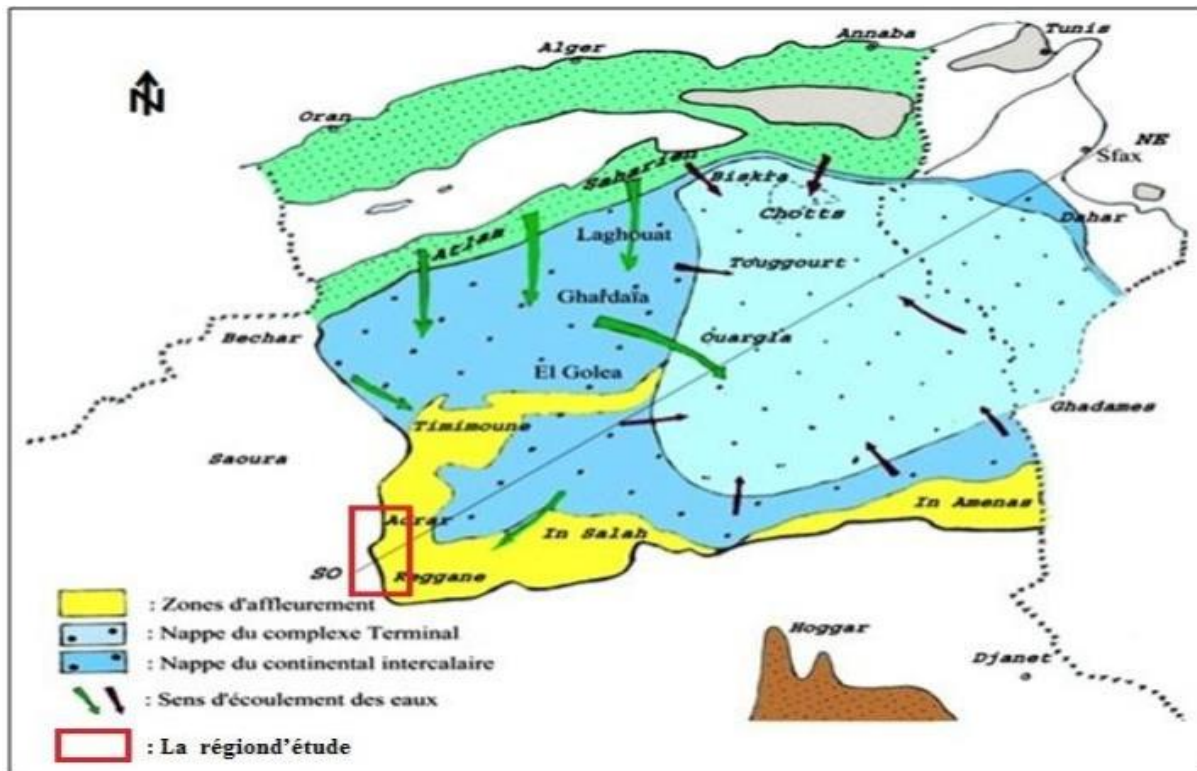 Tunis
Annaba
Alger
N
Oran
NE
Sfax
Biskra
Saharien
Chotts
Dahar
Laghouat
Atlas
Touggourt
Ghardaïa
Bechar
Ouargla
El Golea
Ghadames
Timimoune
Saoura
In Amenas
Adrar
In Salah
SO
Reggane
: Zones d'affleurement
: Nappe du complexe Terminal
Hoggar
: Nappe du continental intercalaire
Djanet
: Sens d'écoulement des eaux
: La régiond'étude